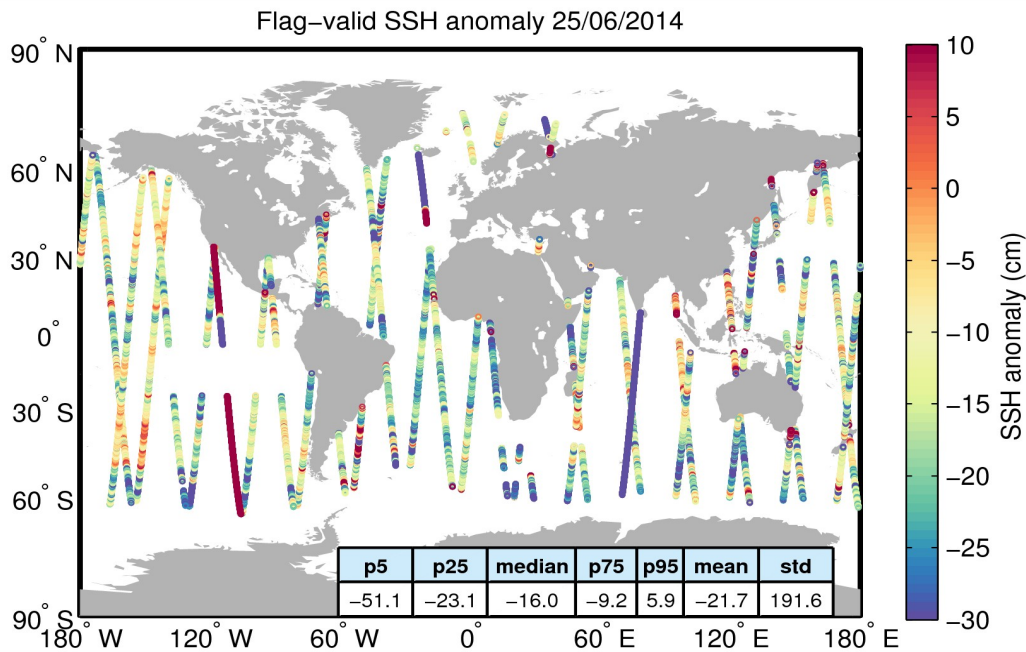 Flag−valid SSH anomaly 25/06/2014
90° N
60° N
30° N
0°
30° S
60° S
90° S
180° W
120° W
60° W
0°
60° E
120° E
180° E
p5 p25 median p75 p95 mean std
−51.1 −23.1 −16.0 −9.2 5.9 −21.7 191.6
10
5
0
−5
−10
−15
−20
−25
−30
SSH anomaly (cm)